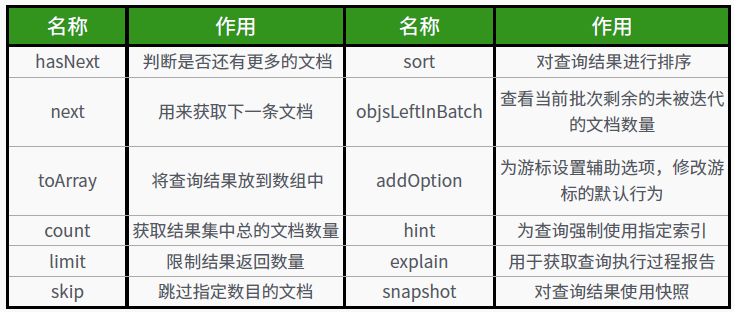 名称 作用 名称 作用
hasNext 判断是否还有更多的文档 sort 对查询结果进行排序
next 用来获取下一条文档 objsLeftInBatch 查看当前批次剩余的未被迭代
的文档数量
toArray 将查询结果放到数组中 addOption 为游标设置辅助选项，修改游
标的默认行为
count 获取结果集中总的文档数量 hint 为查询强制使用指定索引
limit 限制结果返回数量 explain 用于获取查询执行过程报告
skip 跳过指定数目的文档 snapshot 对查询结果使用快照